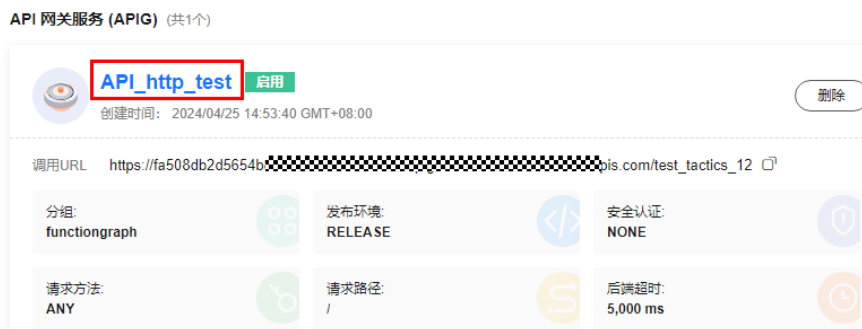 API 网关服务 (APIG) (共1个)
API_http_test 启用
创建时间： 2024/04/25 14:53:40 GMT+08:00
删除
调用URL https://fa508db2d5654b pis.com/test_tactics_12
分组: 发布环境: 安全认证:
functiongraph RELEASE NONE
请求方法: 请求路径: 后端超时:
ANY / 5,000 ms